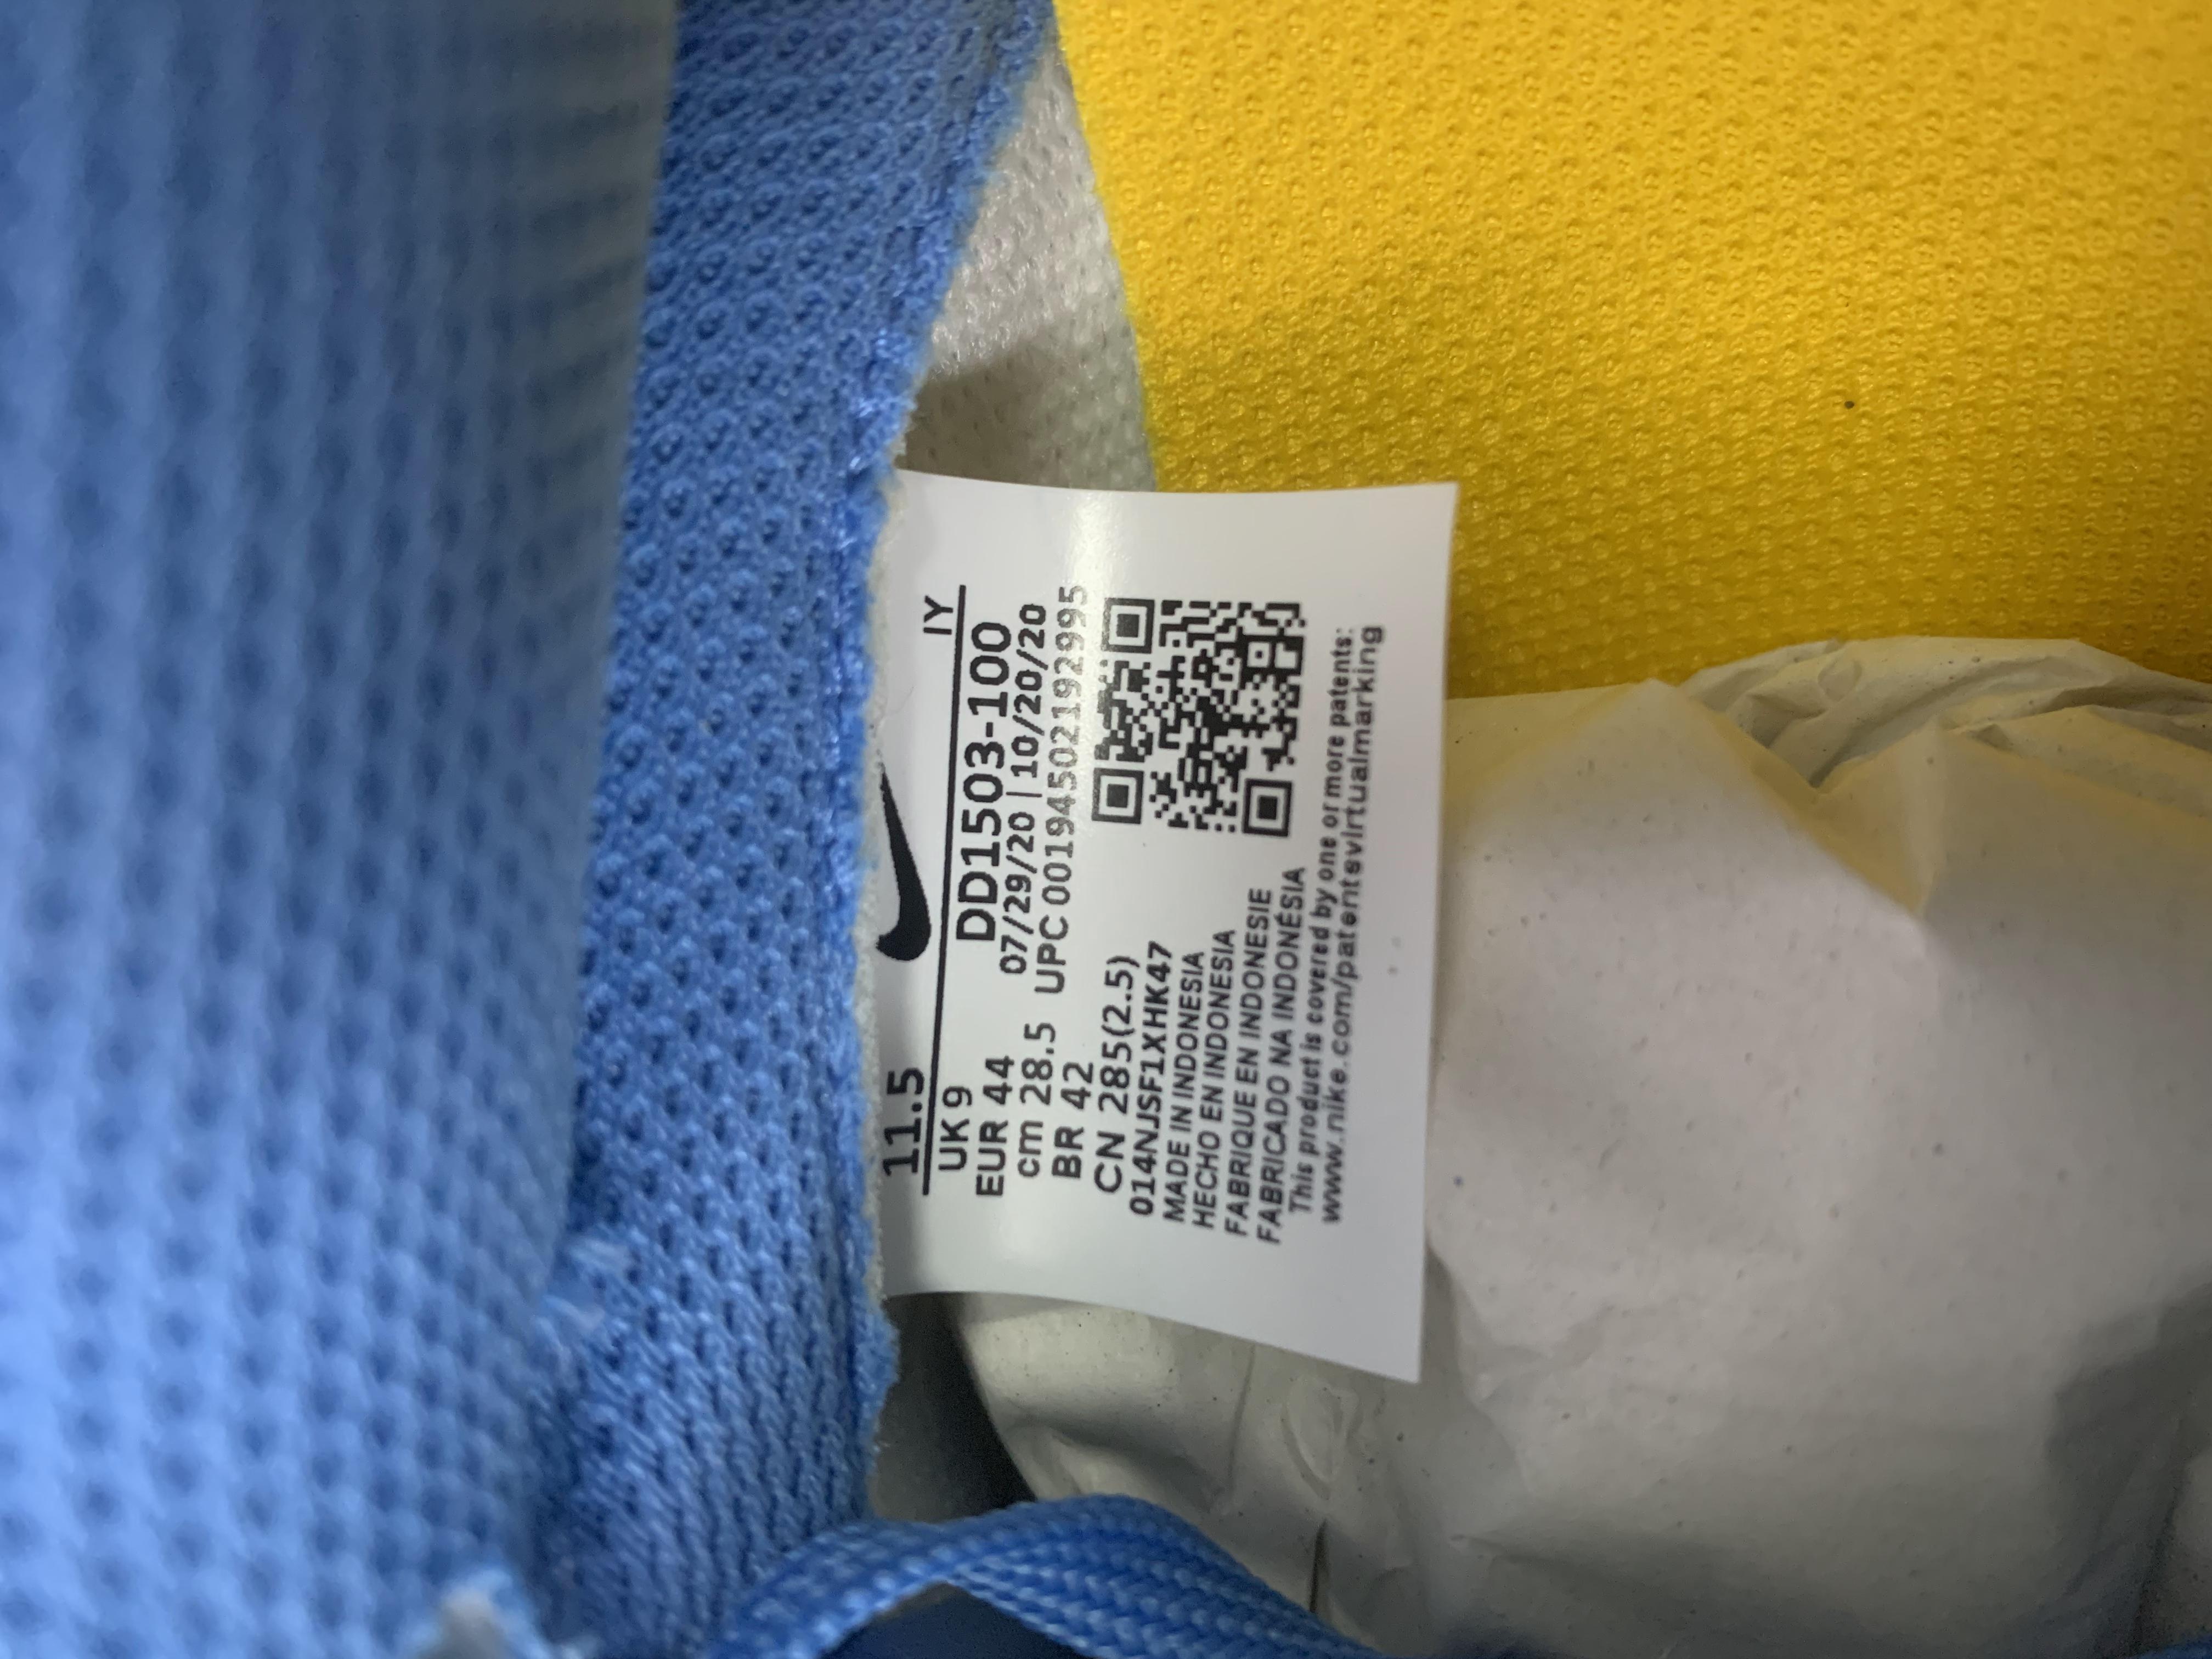 11.5
IY
UK 9
EUR 44
cm 28.5
BR 42
CN 285(2.5)
DD1503-100
07/29/20 | 10/20/20
UPC 00194502192995
014NJSF1XHK47
MADE IN INDONESIA
HECHO EN INDONESIA
FABRIQUE EN INDONESIE
FABRICADO NA INDONÉSIA
This product is covered by one of more patents:
www.nike.com/patentsvirtualmarking